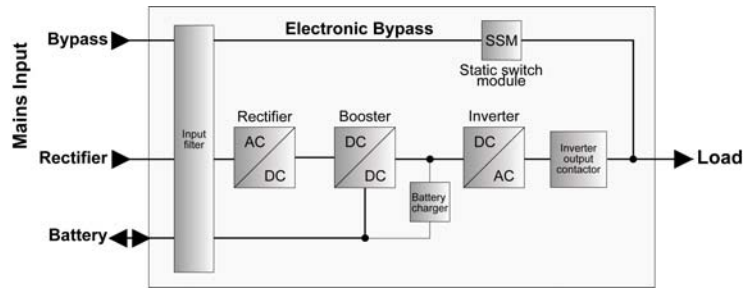 Mains Input
Bypass
Electronic Bypass
SSM
Static switch
module
Rectifier
Booster
Inverter
Input
filter
Rectifier
AC
DC
DC
DC
DC
AC
Inverter
output
contactor
Load
Battery
charger
Battery